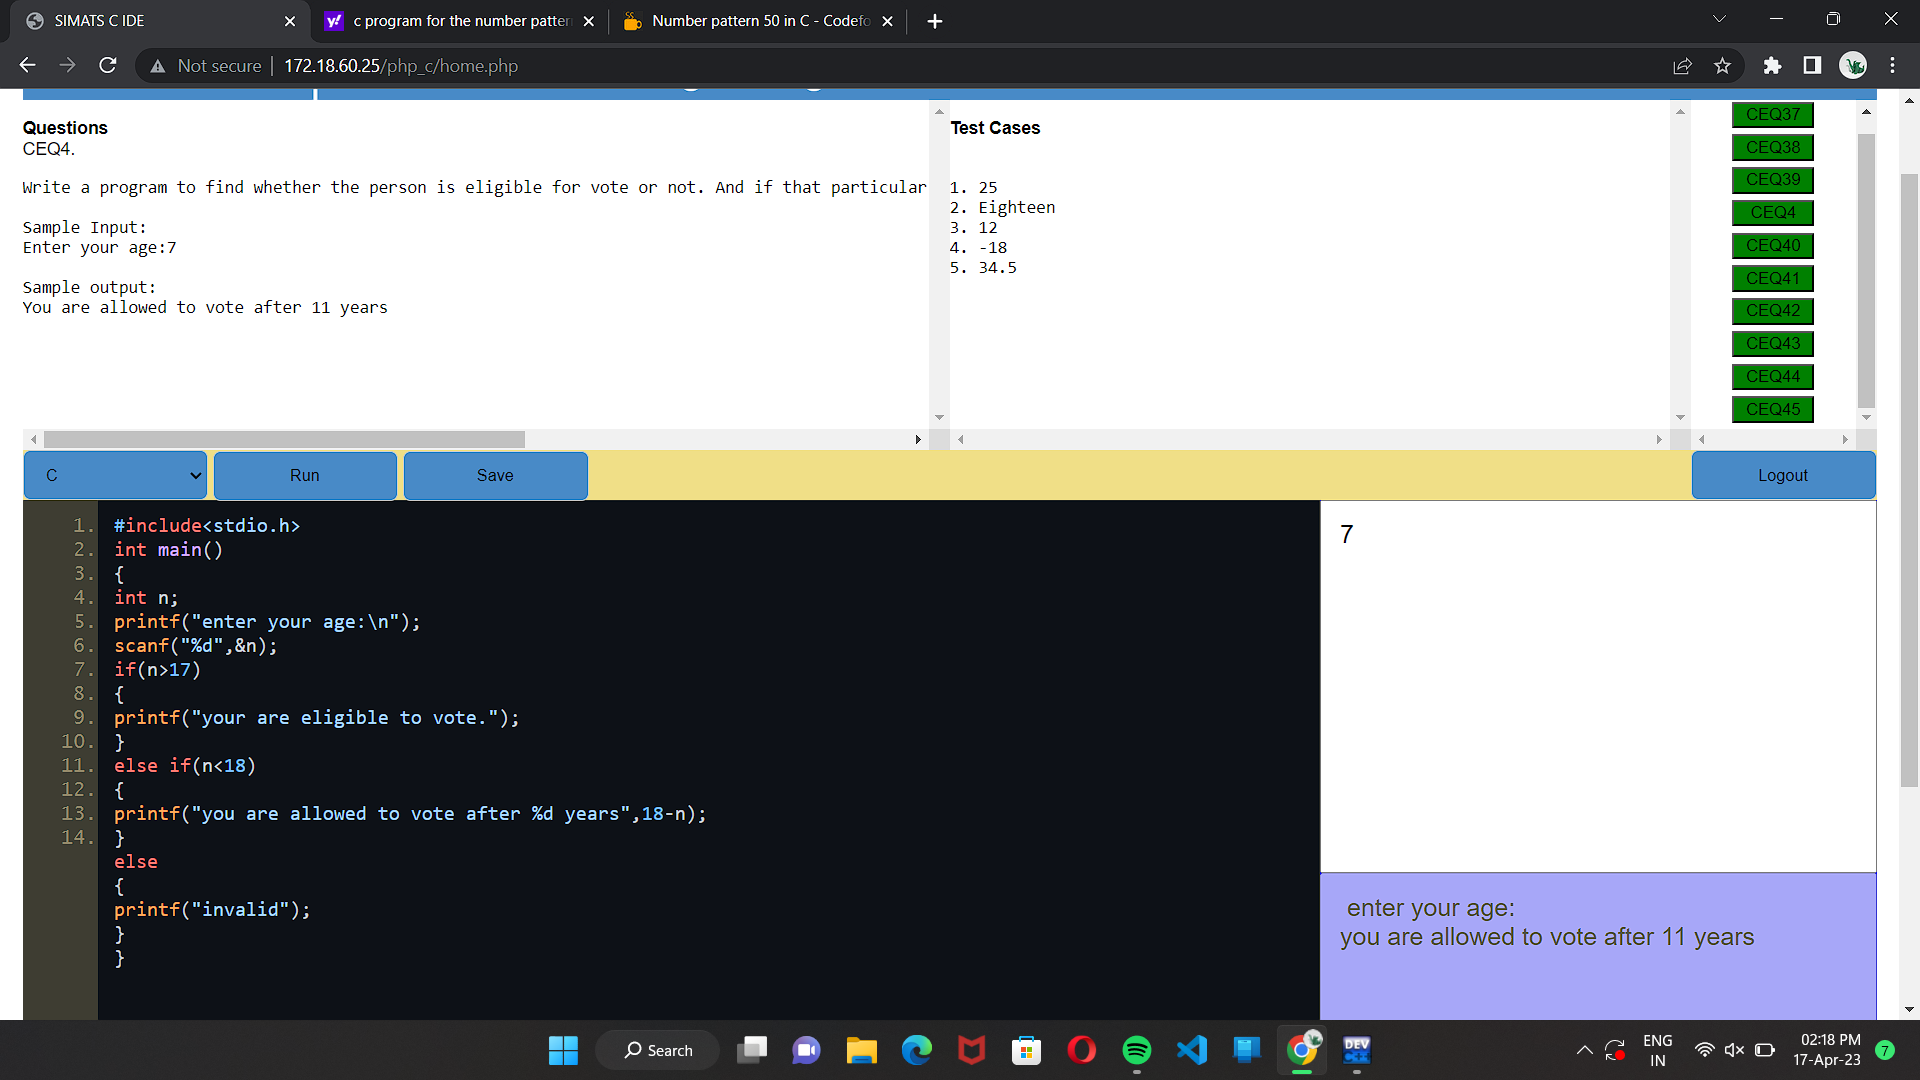 SIMATS C IDE
c program for the number patter
Number pattern 50 in C - Codefo
Not secure
172.18.60.25/php_c/home.php
Questions
CEQ4.
Write a program to find whether the person is eligible for vote or not. And if that particular
Sample Input:
Enter your age:7
Sample output:
You are allowed to vote after 11 years
Test Cases
1. 25
2. Eighteen
3. 12
4. -18
5. 34.5
CEQ37
CEQ38
CEQ39
CEQ4
CEQ40
CEQ41
CEQ42
CEQ43
CEQ44
CEQ45
C
Run
Save
Logout
1. #include<stdio.h>
2. int main()
3. {
4. int n;
5. printf("enter your age:\n");
6. scanf("%d",&n);
7. if(n>17)
8. {
9. printf("your are eligible to vote.");
10. }
11. else if(n<18)
12. {
13. printf("you are allowed to vote after %d years",18-n);
14. }
else
{
printf("invalid");
}
}
7
enter your age:
you are allowed to vote after 11 years
Search
DEV
C++
ENG
IN
02:18 PM
17-Apr-23
7